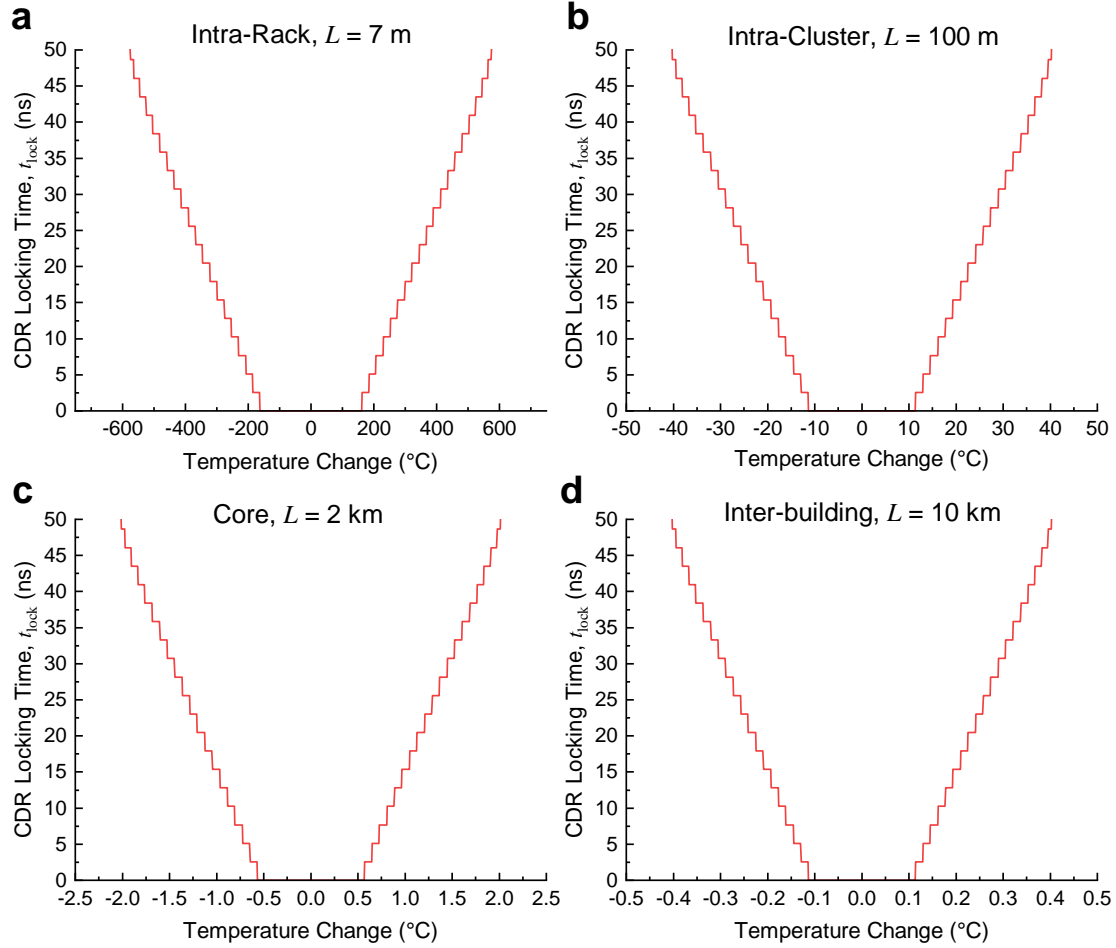 a
Intra-Rack, L = 7 m
50
45
40
35
30
25
20
15
10
5
0
CDR Locking Time, t_lock (ns)
-600 -400 -200 0 200 400 600
Temperature Change (°C)
b
Intra-Cluster, L = 100 m
50
45
40
35
30
25
20
15
10
5
0
CDR Locking Time, t_lock (ns)
-50 -40 -30 -20 -10 0 10 20 30 40 50
Temperature Change (°C)
c
Core, L = 2 km
50
45
40
35
30
25
20
15
10
5
0
CDR Locking Time, t_lock (ns)
-2.5 -2.0 -1.5 -1.0 -0.5 0.0 0.5 1.0 1.5 2.0 2.5
Temperature Change (°C)
d
Inter-building, L = 10 km
50
45
40
35
30
25
20
15
10
5
0
CDR Locking Time, t_lock (ns)
-0.5 -0.4 -0.3 -0.2 -0.1 0.0 0.1 0.2 0.3 0.4 0.5
Temperature Change (°C)